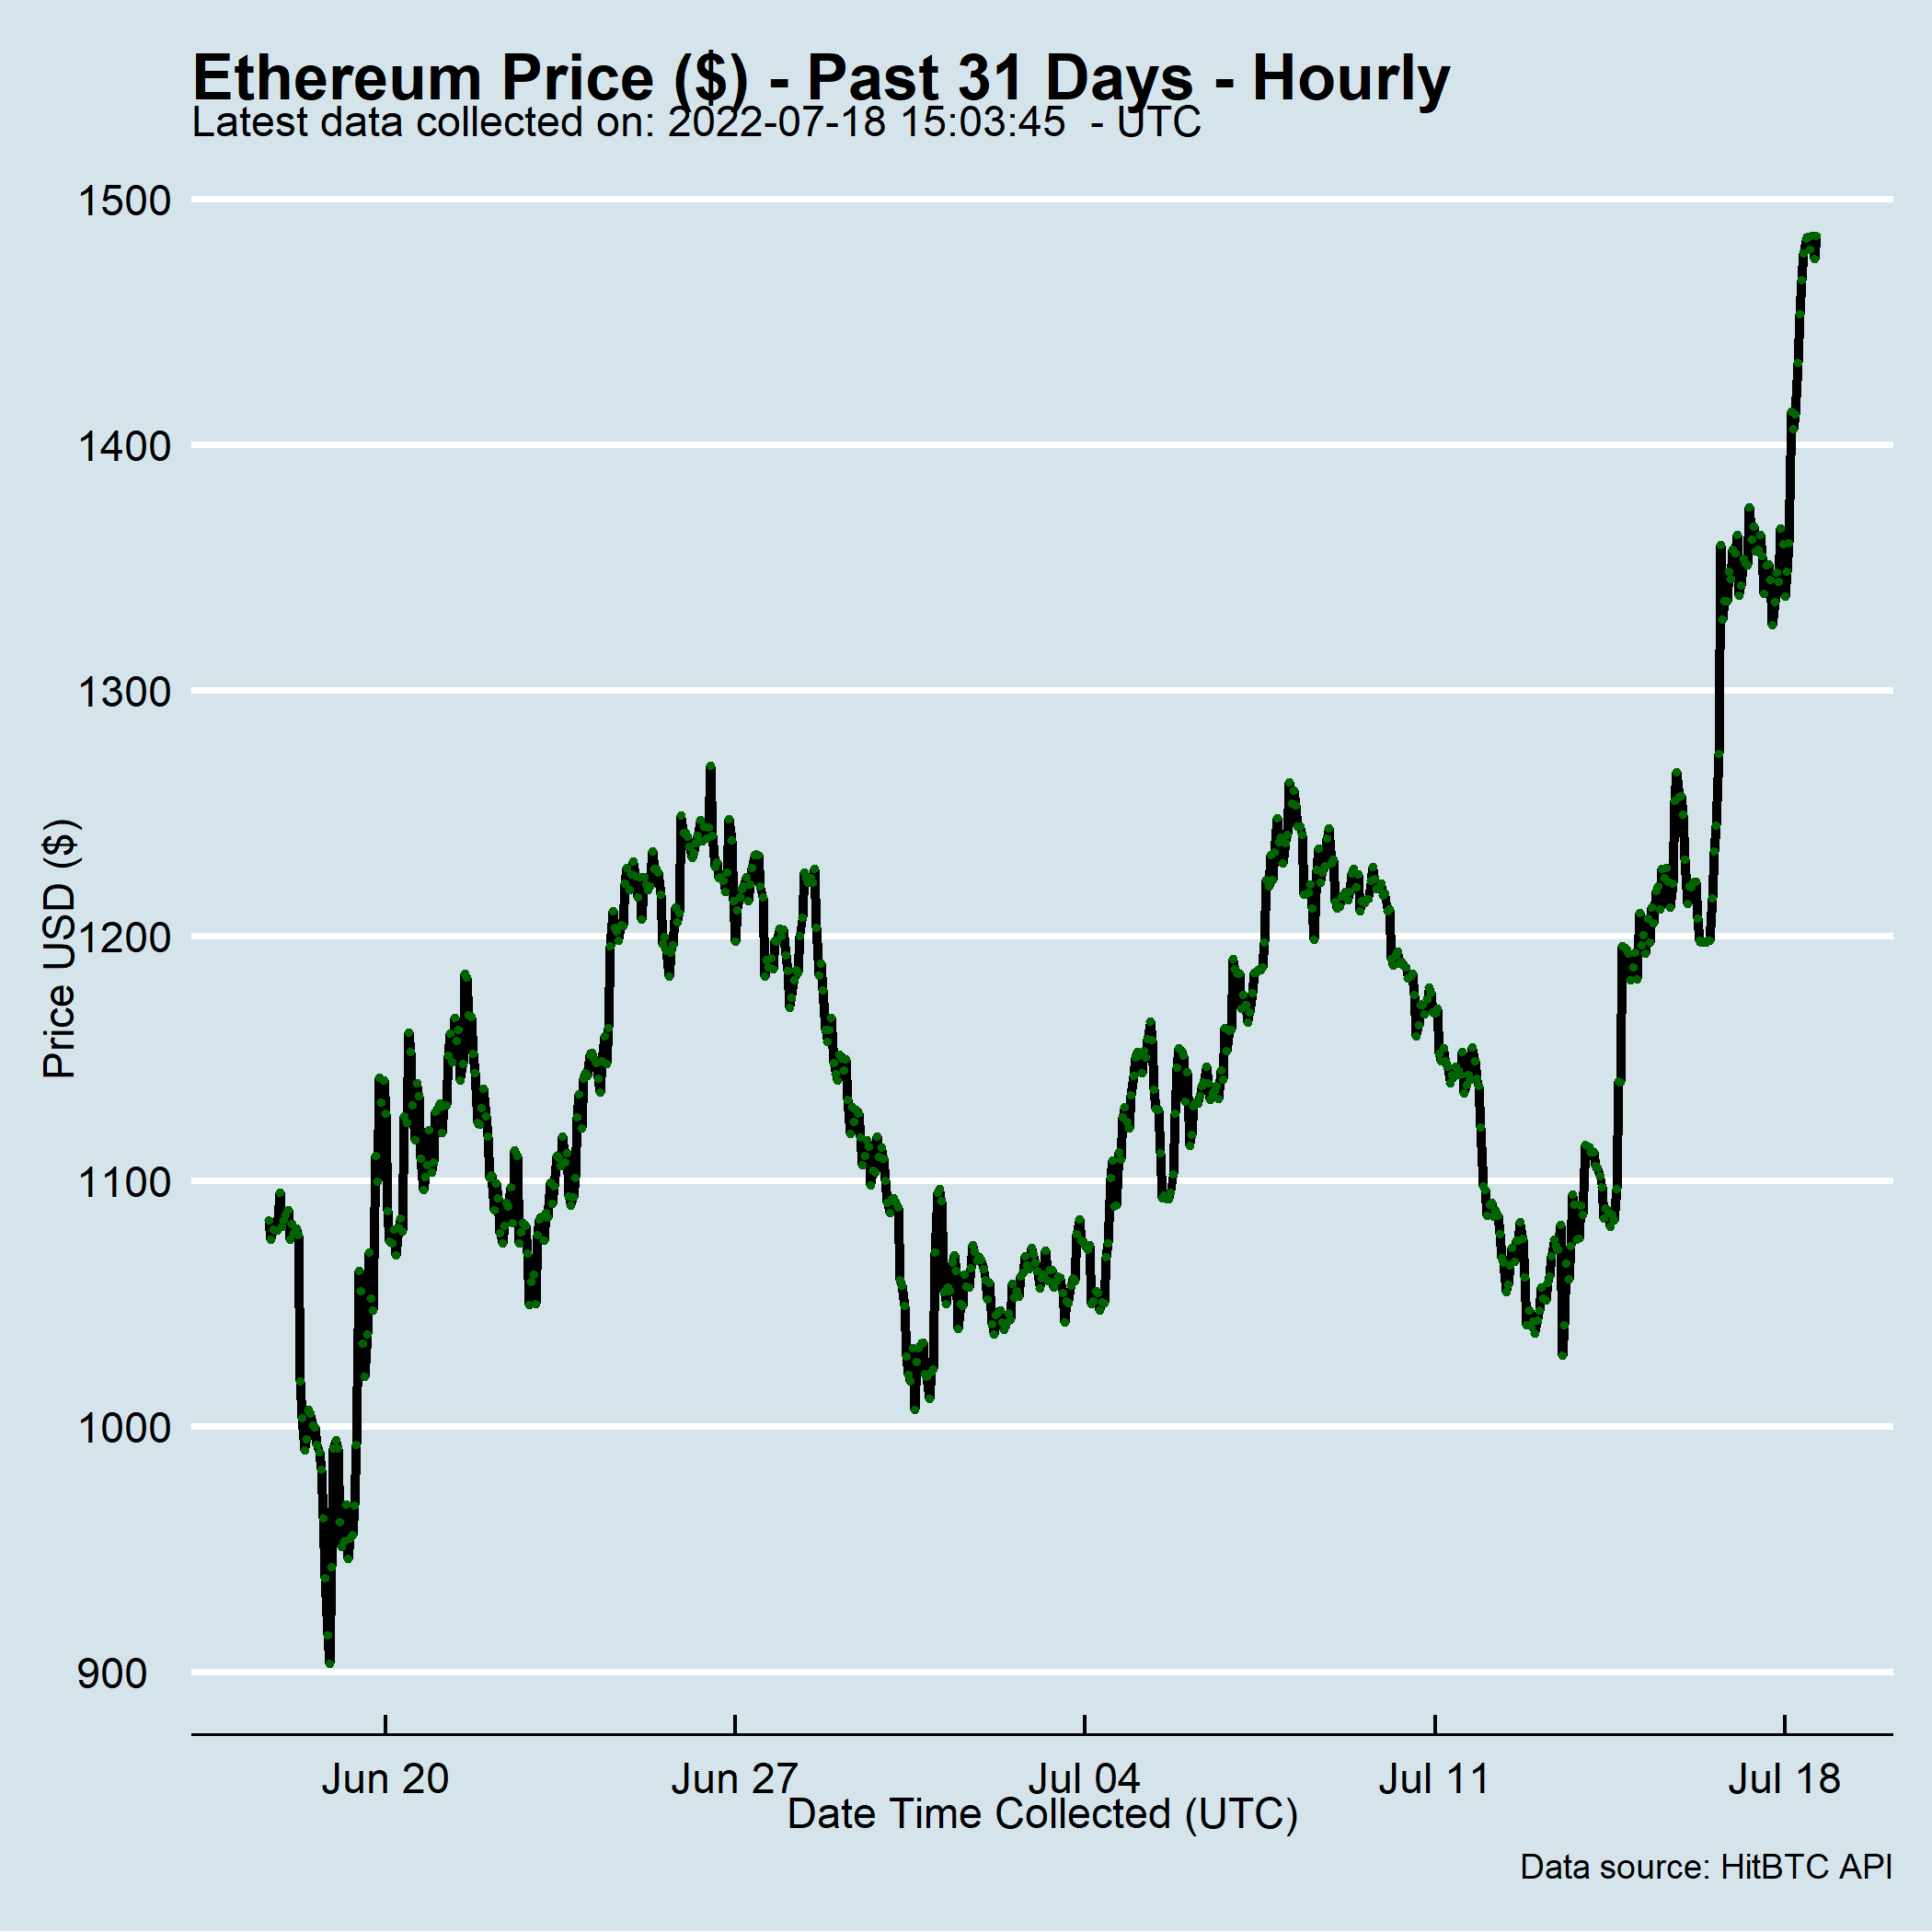 Ethereum Price ($) - Past 31 Days - Hourly
Latest data collected on: 2022-07-18 15:03:45  - UTC
1500
1400
1300
1200
1100
1000
900
Price USD ($)
Jun 20
Jun 27
Jul 04
Jul 11
Jul 18
Date Time Collected (UTC)
Data source: HitBTC API